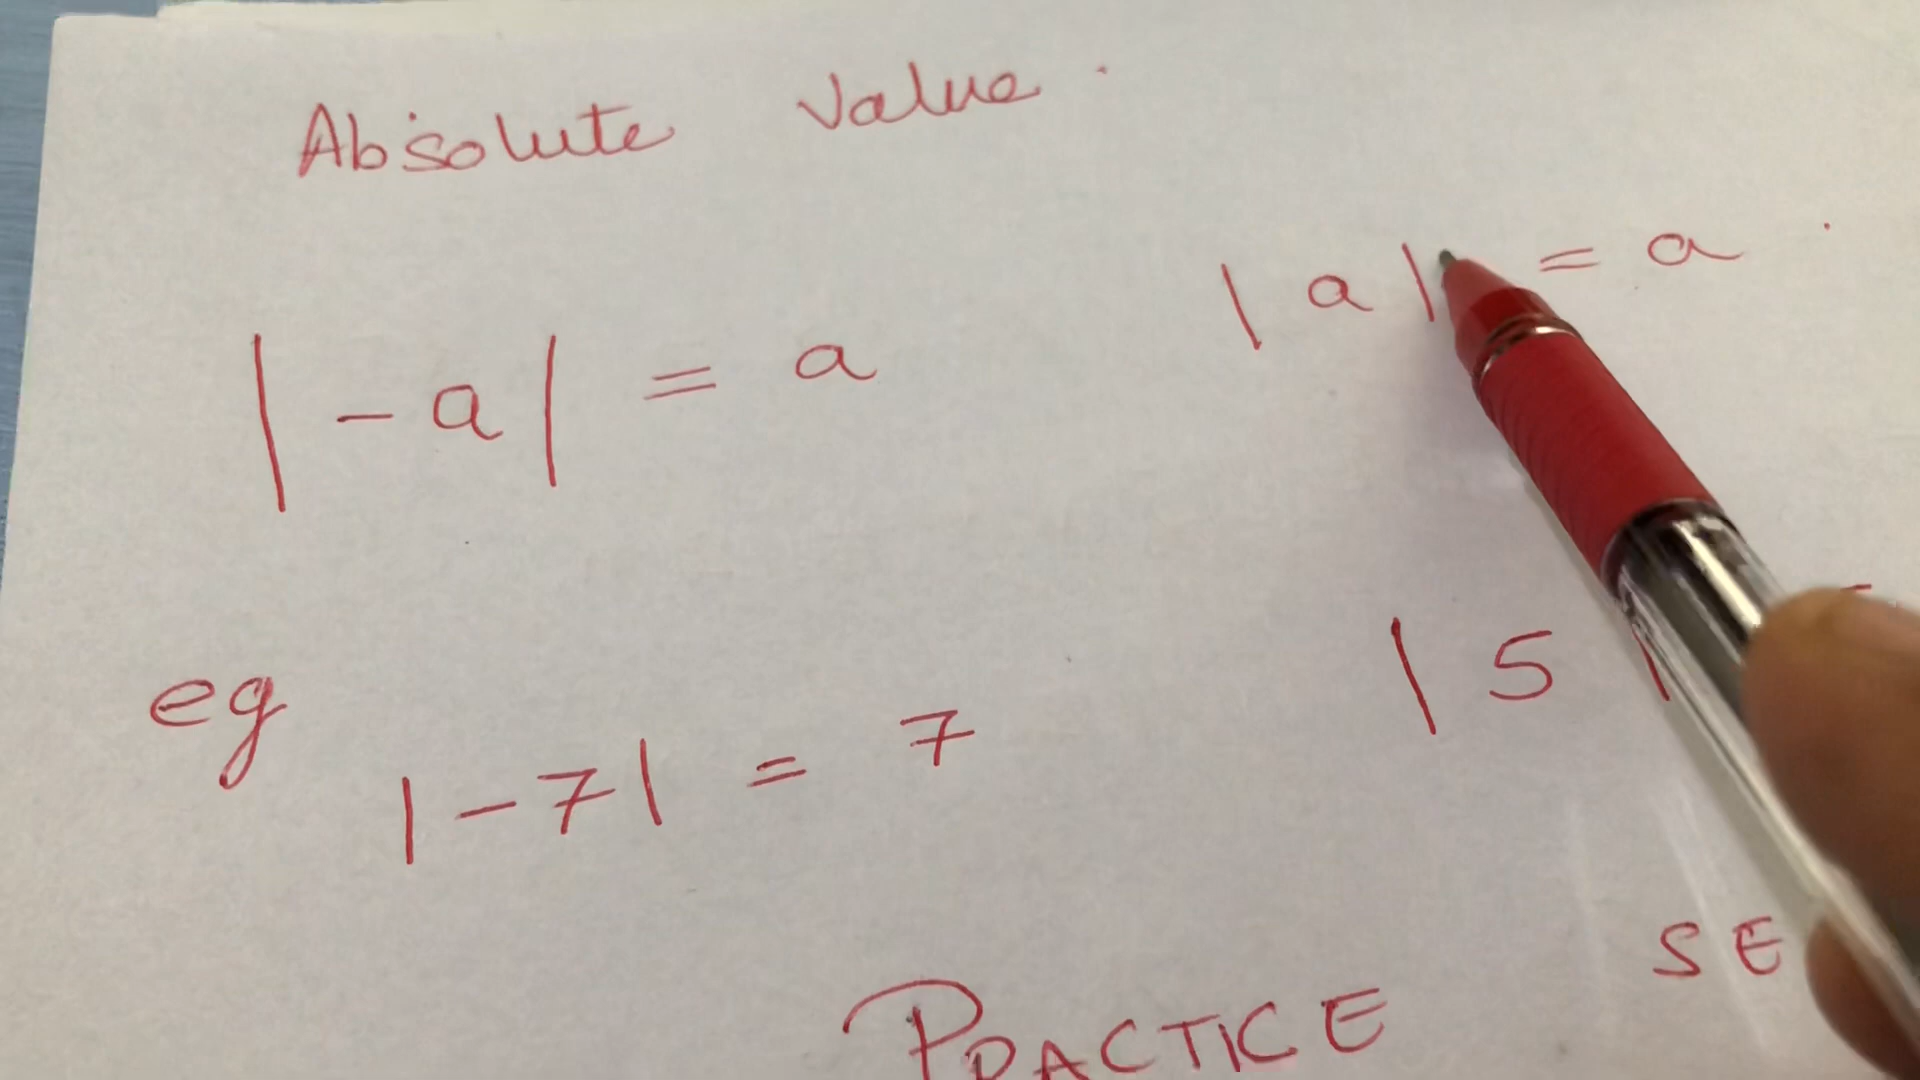 Absolute Value.
|-a| = a
|a| = a
eg
|-7| = 7
|5|
PRACTICE SE